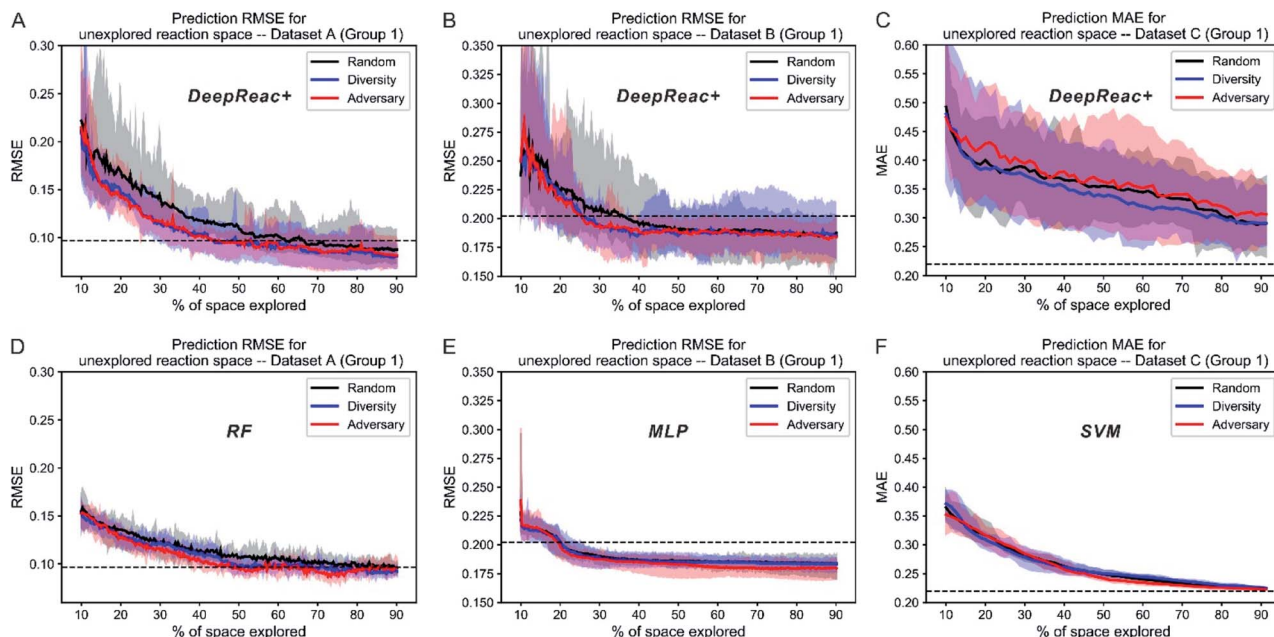 A
Prediction RMSE for
unexplored reaction space -- Dataset A (Group 1)
0.30
0.25
0.20
0.15
0.10
RMSE
DeepReac+
Random
Diversity
Adversary
10 20 30 40 50 60 70 80 90
% of space explored
B
Prediction RMSE for
unexplored reaction space -- Dataset B (Group 1)
0.350
0.325
0.300
0.275
0.250
0.225
0.200
0.175
0.150
RMSE
DeepReac+
Random
Diversity
Adversary
10 20 30 40 50 60 70 80 90
% of space explored
C
Prediction MAE for
unexplored reaction space -- Dataset C (Group 1)
0.60
0.55
0.50
0.45
0.40
0.35
0.30
0.25
0.20
MAE
DeepReac+
Random
Diversity
Adversary
10 20 30 40 50 60 70 80 90
% of space explored
D
Prediction RMSE for
unexplored reaction space -- Dataset A (Group 1)
0.30
0.25
0.20
0.15
0.10
RMSE
RF
Random
Diversity
Adversary
10 20 30 40 50 60 70 80 90
% of space explored
E
Prediction RMSE for
unexplored reaction space -- Dataset B (Group 1)
0.350
0.325
0.300
0.275
0.250
0.225
0.200
0.175
0.150
RMSE
MLP
Random
Diversity
Adversary
10 20 30 40 50 60 70 80 90
% of space explored
F
Prediction MAE for
unexplored reaction space -- Dataset C (Group 1)
0.60
0.55
0.50
0.45
0.40
0.35
0.30
0.25
0.20
MAE
SVM
Random
Diversity
Adversary
10 20 30 40 50 60 70 80 90
% of space explored